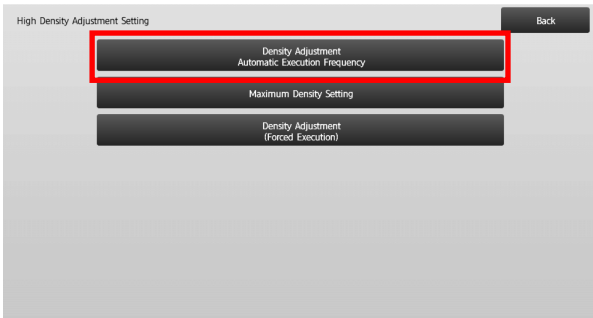 High Density Adjustment Setting
Back
Density Adjustment
Automatic Execution Frequency
Maximum Density Setting
Density Adjustment
(Forced Execution)